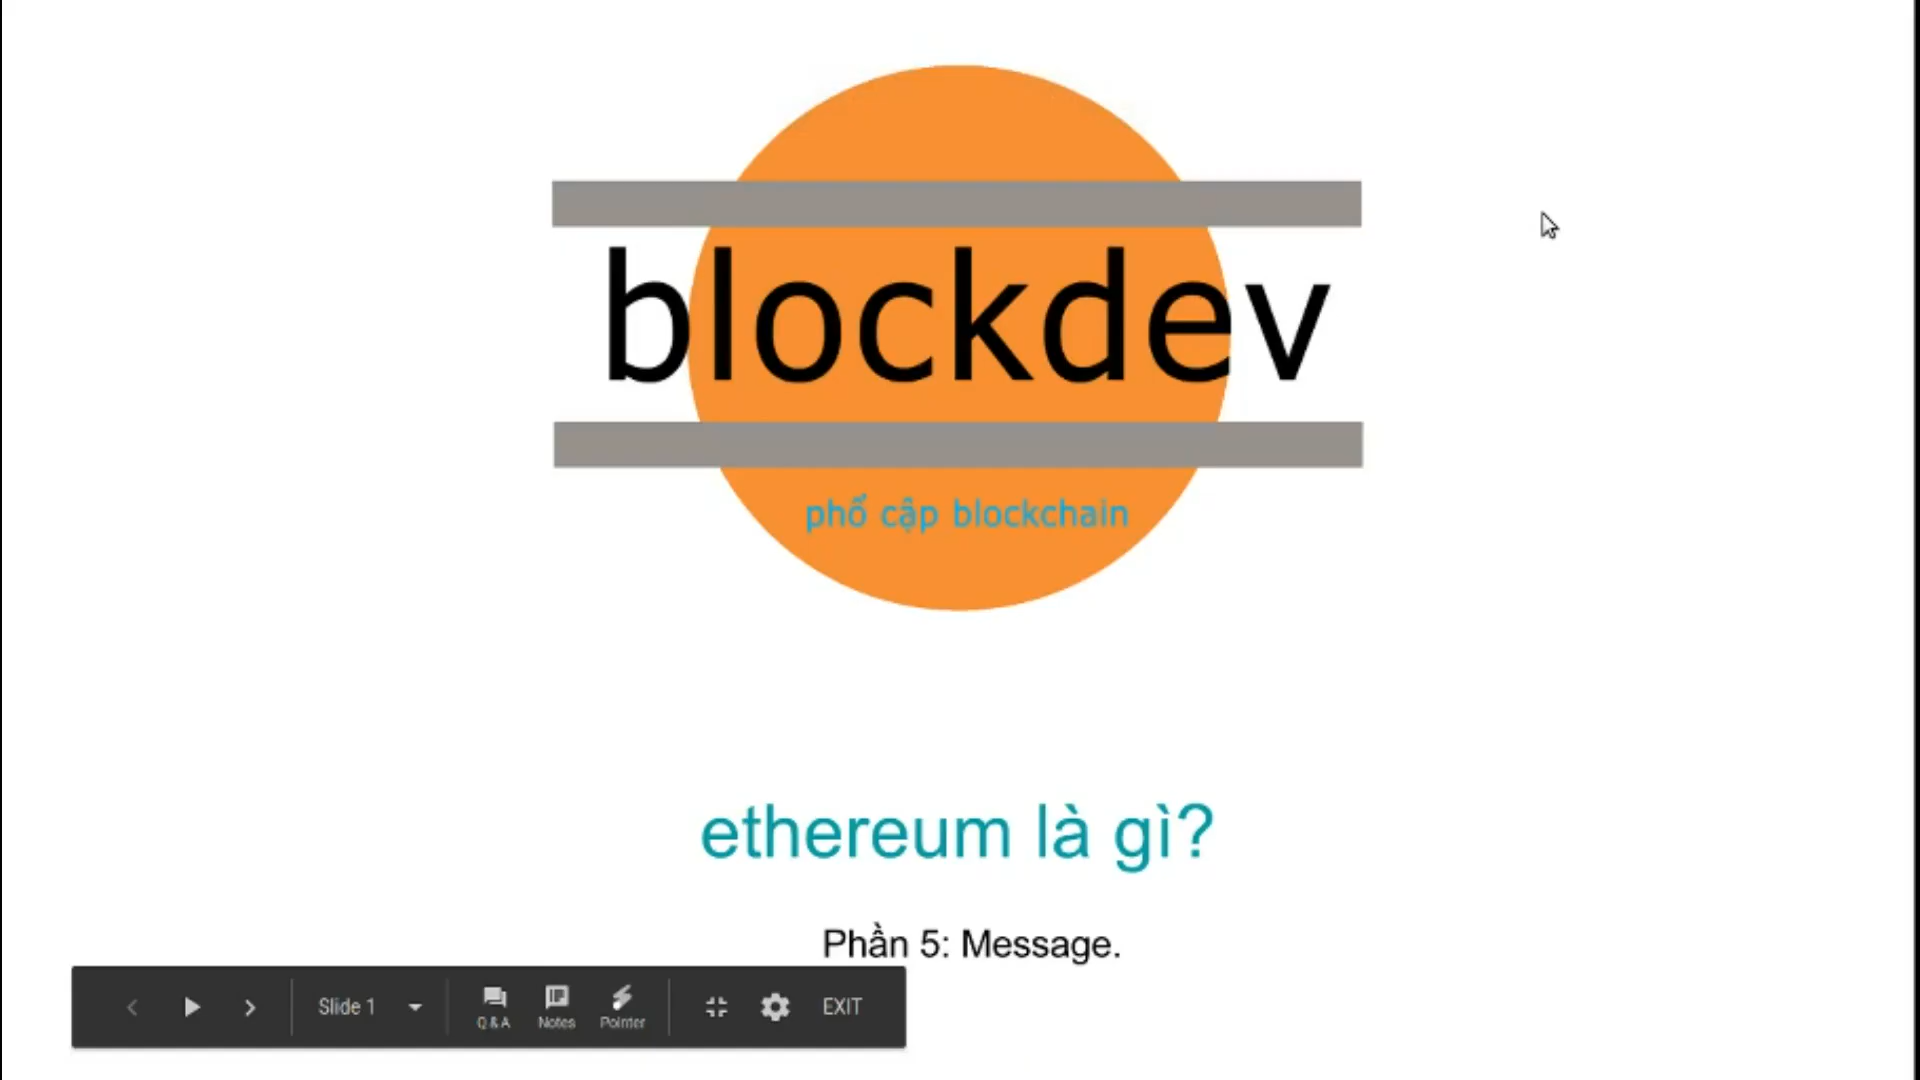 blockdev
phổ cập blockchain
ethereum là gì?
Phần 5: Message.
Slide 1
Q & A
Notes
Pointer
EXIT